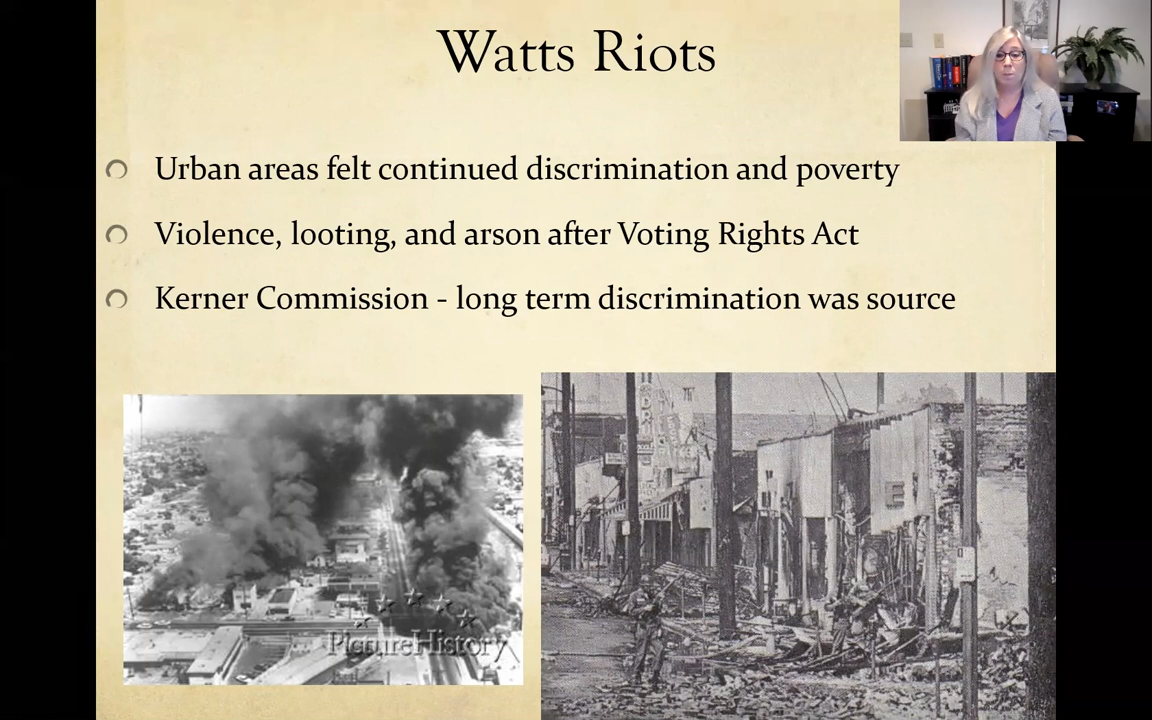 Watts Riots
Urban areas felt continued discrimination and poverty
Violence, looting, and arson after Voting Rights Act
Kerner Commission - long term discrimination was source
PictureHistory
E